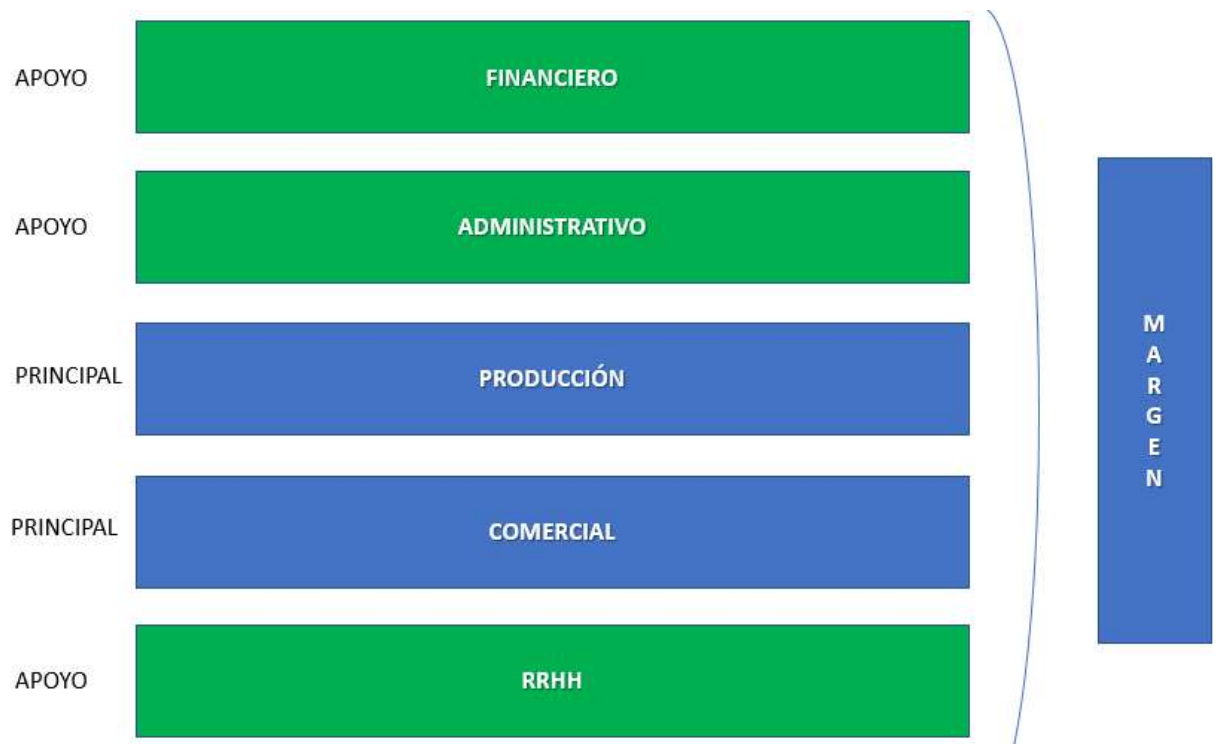 APOYO
FINANCIERO
APOYO
ADMINISTRATIVO
PRINCIPAL
PRODUCCIÓN
PRINCIPAL
COMERCIAL
APOYO
RRHH
M
A
R
G
E
N